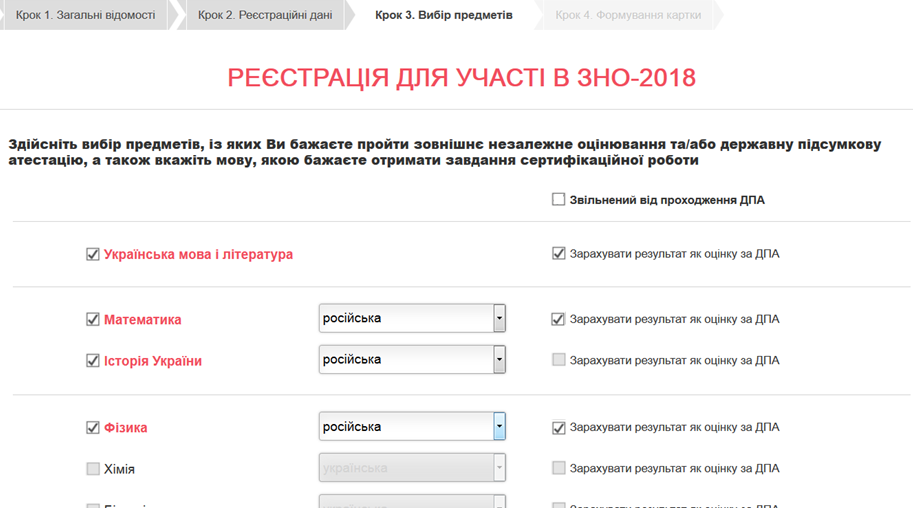 Крок 1. Загальні відомості
Крок 2. Реєстраційні дані
Крок 3. Вибір предметів
Крок 4. Формування картки
РЕЄСТРАЦІЯ ДЛЯ УЧАСТІ В ЗНО-2018
Здійсніть вибір предметів, із яких Ви бажаєте пройти зовнішнє незалежне оцінювання та/або державну підсумкову
атестацію, а також вкажіть мову, якою бажаєте отримати завдання сертифікаційної роботи
Звільнений від проходження ДПА
Українська мова і література
Зарахувати результат як оцінку за ДПА
Математика
російська
Зарахувати результат як оцінку за ДПА
Історія України
російська
Зарахувати результат як оцінку за ДПА
Фізика
російська
Зарахувати результат як оцінку за ДПА
Хімія
українська
Зарахувати результат як оцінку за ДПА